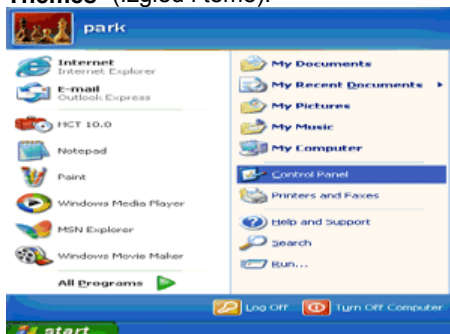 park
Internet
Internet Explorer
E-mail
Outlook Express
HCT 10.0
Notepad
Paint
Windows Media Player
MSN Explorer
Windows Movie Maker
All Programs
My Documents
My Recent Documents
My Pictures
My Music
My Computer
Control Panel
Printers and Faxes
Help and Support
Search
Run...
Log Off
Turn Off Computer
start